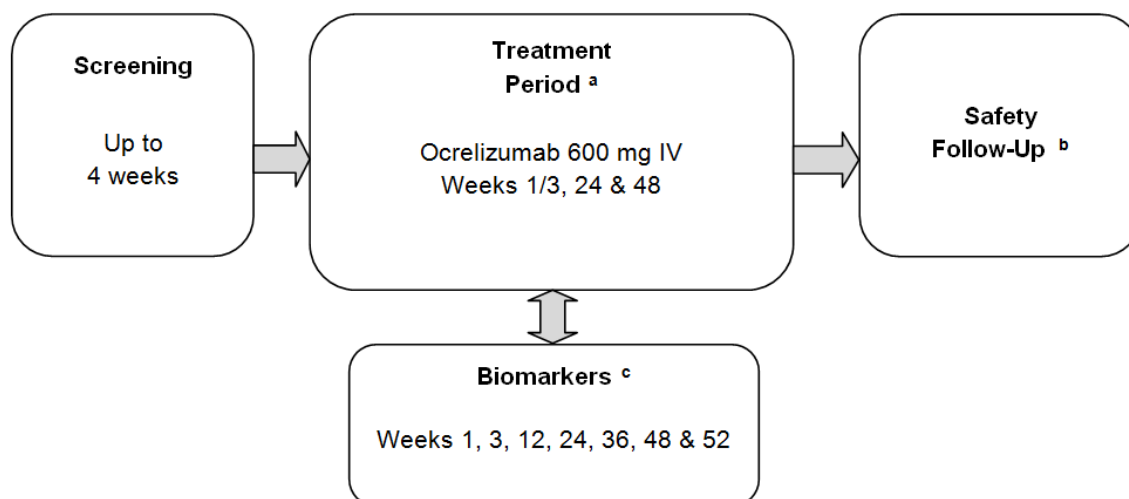 Screening
Up to
4 weeks
Treatment
Period a
Ocrelizumab 600 mg IV
Weeks 1/3, 24 & 48
Safety
Follow-Up b
Biomarkers c
Weeks 1, 3, 12, 24, 36, 48 & 52